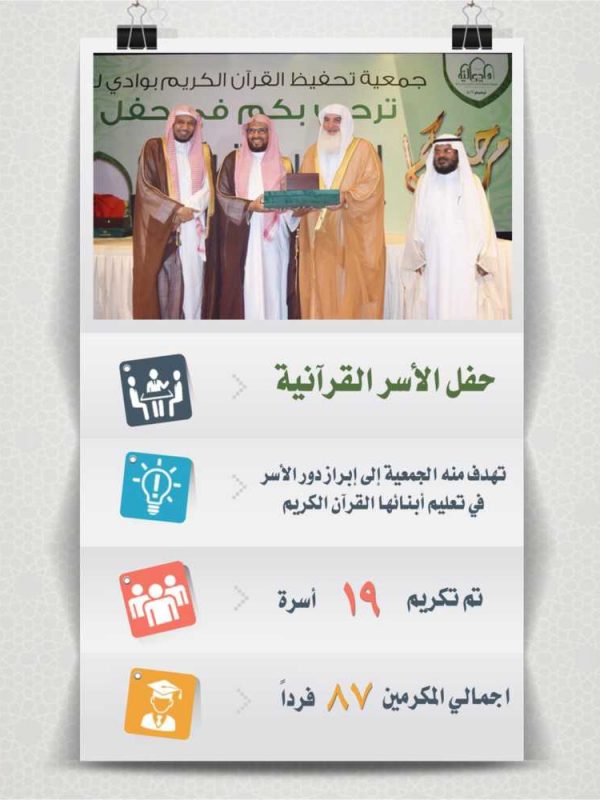 جمعية تحفيظ القرآن الكريم بوادي
ترحب بكم في حفل
حفل الأسر القرآنية
تهدف منه الجمعية إلى إبراز دور الأسر
في تعليم أبنائها القرآن الكريم
تم تكريم ١٩ أسرة
اجمالي المكرمين ٨٧ فرداً